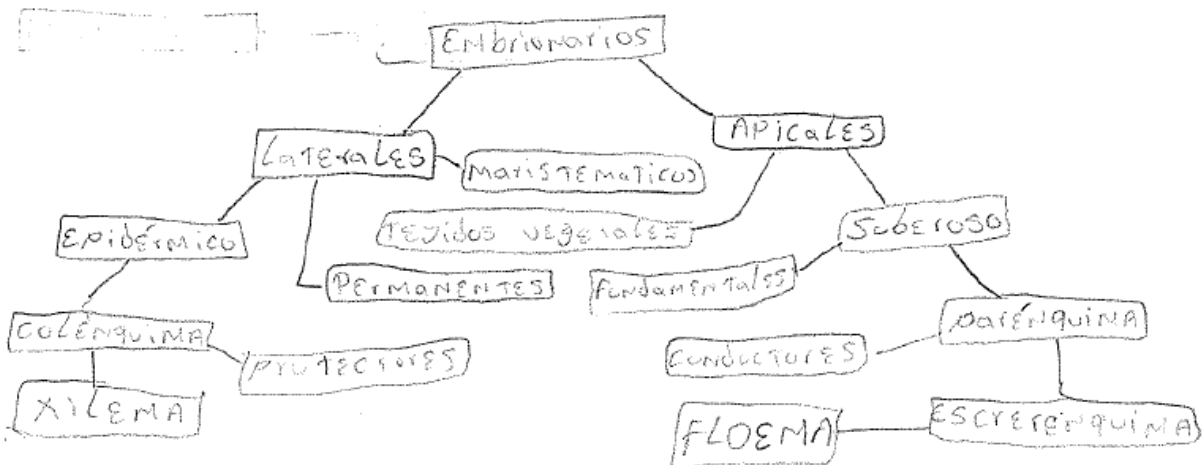 EMbrionarios
APicaLES
LaTEraLES
MarisTEMaTicos
TEjidos vegetales
SubEroso
EPidérmico
PErMANENTES
FundamENTalES
COLÉNquiMA
parÉNquiMA
ProTECTorES
CONDucTorES
XiLEMA
FLOEMA
EscrerÉnquiMA